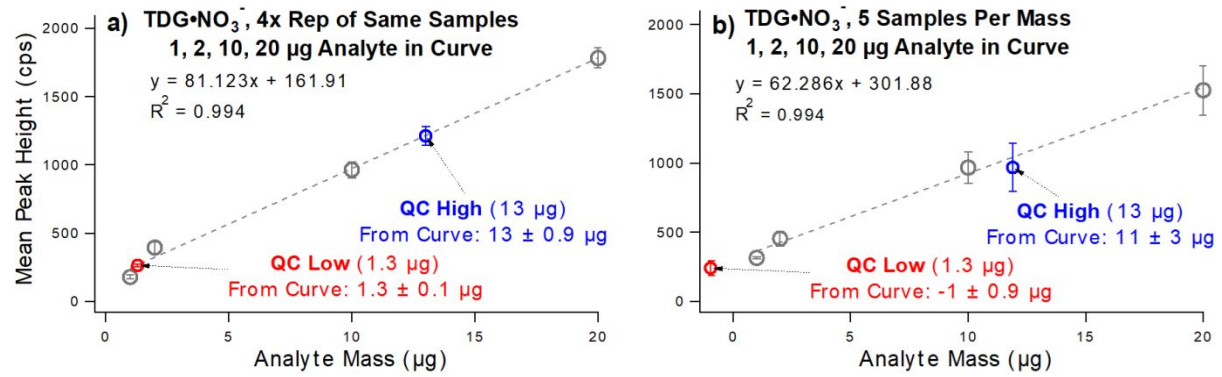 a) TDG•NO₃⁻, 4x Rep of Same Samples
1, 2, 10, 20 µg Analyte in Curve
y = 81.123x + 161.91
R² = 0.994
Mean Peak Height (cps)
2000
1500
1000
500
0
QC High (13 µg)
From Curve: 13 ± 0.9 µg
QC Low (1.3 µg)
From Curve: 1.3 ± 0.1 µg
0 5 10 15 20
Analyte Mass (µg)
b) TDG•NO₃⁻, 5 Samples Per Mass
1, 2, 10, 20 µg Analyte in Curve
y = 62.286x + 301.88
R² = 0.994
2000
1500
1000
500
0
QC High (13 µg)
From Curve: 11 ± 3 µg
QC Low (1.3 µg)
From Curve: -1 ± 0.9 µg
0 5 10 15 20
Analyte Mass (µg)